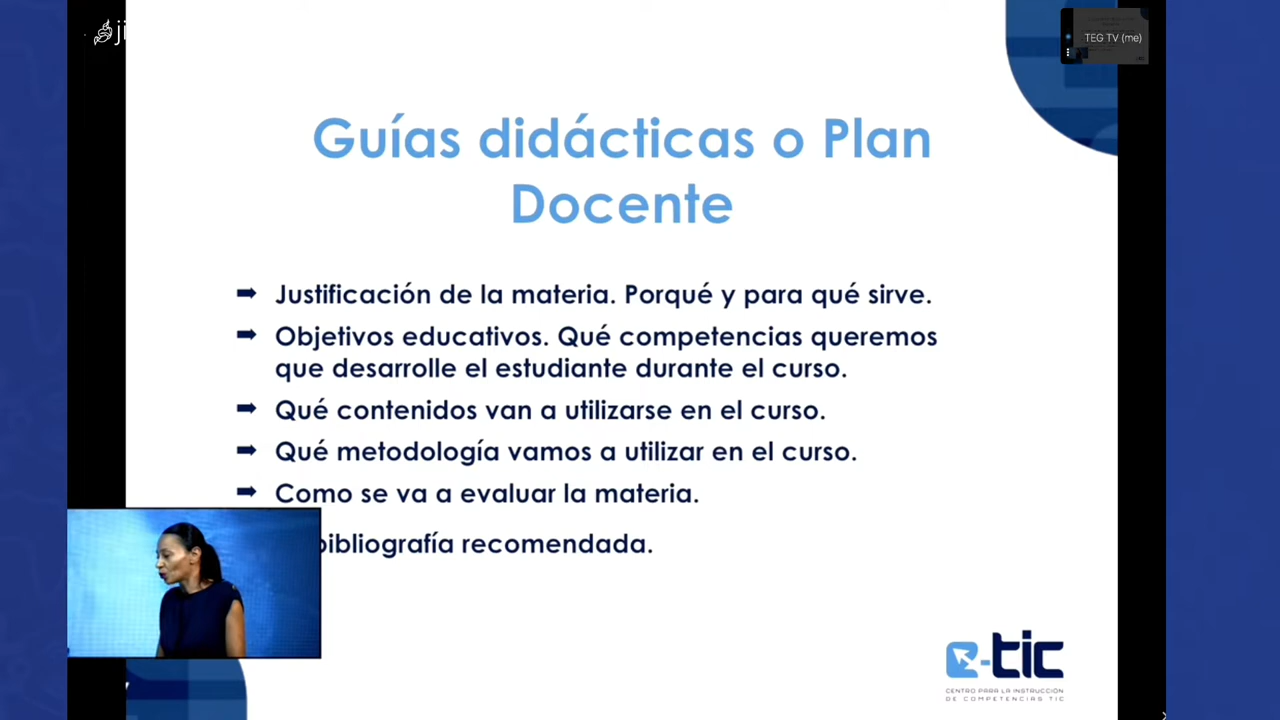 ji
TEG TV (me)
Guías didácticas o Plan
Docente
Justificación de la materia. Porqué y para qué sirve.
Objetivos educativos. Qué competencias queremos
que desarrolle el estudiante durante el curso.
Qué contenidos van a utilizarse en el curso.
Qué metodología vamos a utilizar en el curso.
Como se va a evaluar la materia.
bibliografía recomendada.
e-tic
CENTRO PARA LA INSTRUCCIÓN
DE COMPETENCIAS TIC